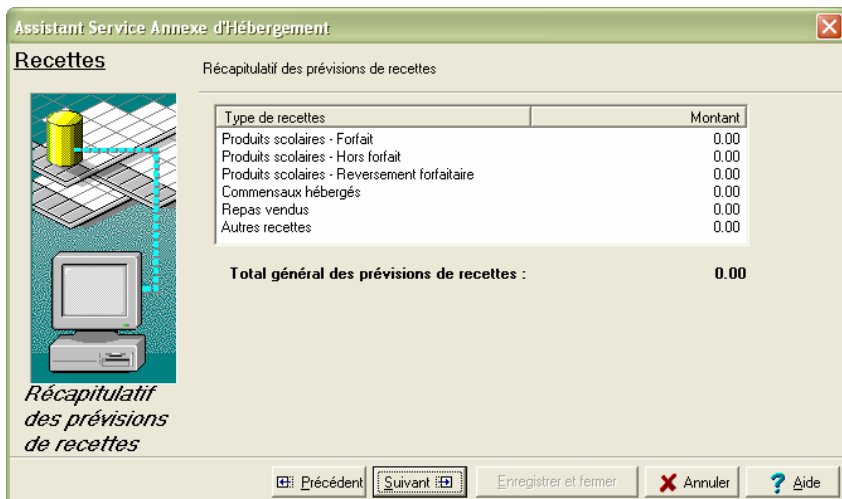 Assistant Service Annexe d'Hébergement
Recettes
Récapitulatif des prévisions de recettes
Type de recettes Montant
Produits scolaires - Forfait 0.00
Produits scolaires - Hors forfait 0.00
Produits scolaires - Reversement forfaitaire 0.00
Commensaux hébergés 0.00
Repas vendus 0.00
Autres recettes 0.00
Total général des prévisions de recettes : 0.00
Récapitulatif
des prévisions
de recettes
Précédent Suivant Enregistrer et fermer Annuler Aide